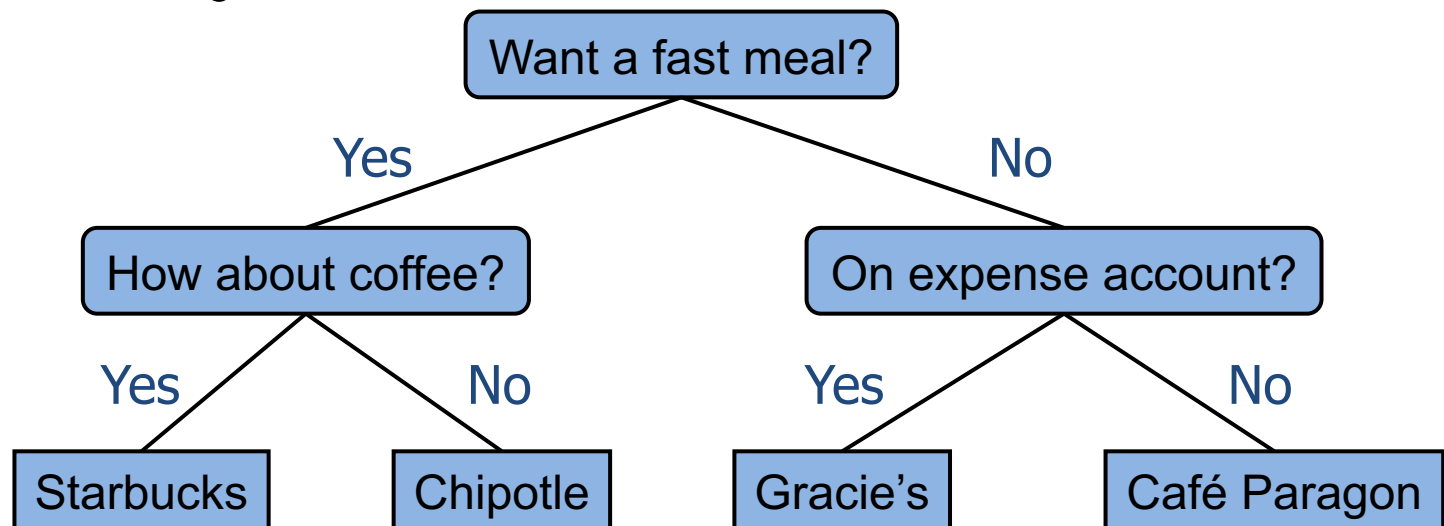 Want a fast meal?
Yes
No
How about coffee?
On expense account?
Yes
No
Yes
No
Starbucks
Chipotle
Gracie's
Café Paragon